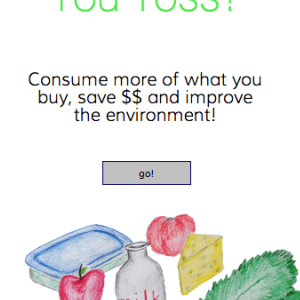 You Toss?
Consume more of what you
buy, save $$ and improve
the environment!
go!
milk